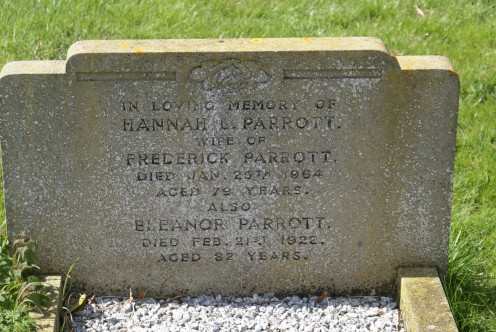 IN LOVING MEMORY OF
HANNAH L. PARROTT.
WIFE OF
FREDERICK PARROTT.
DIED JAN. 25TH 1964
AGED 79 YEARS.
ALSO
ELEANOR PARROTT.
DIED FEB. 21ST 1922.
AGED 82 YEARS.